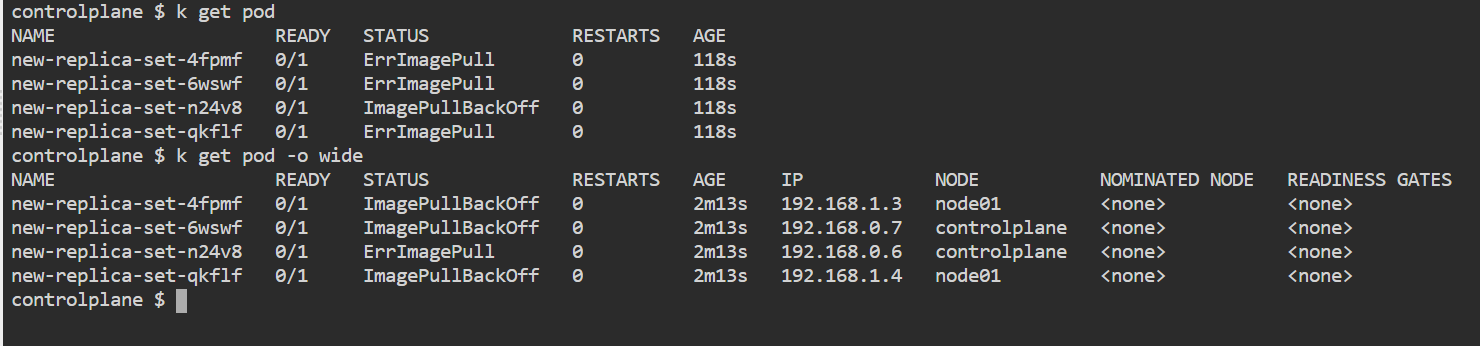 controlplane $ k get pod
NAME                    READY   STATUS             RESTARTS   AGE
new-replica-set-4fpmf   0/1     ErrImagePull       0          118s
new-replica-set-6wswf   0/1     ErrImagePull       0          118s
new-replica-set-n24v8   0/1     ImagePullBackOff   0          118s
new-replica-set-qkflf   0/1     ErrImagePull       0          118s
controlplane $ k get pod -o wide
NAME                    READY   STATUS             RESTARTS   AGE     IP            NODE           NOMINATED NODE   READINESS GATES
new-replica-set-4fpmf   0/1     ImagePullBackOff   0          2m13s   192.168.1.3   node01         <none>           <none>
new-replica-set-6wswf   0/1     ImagePullBackOff   0          2m13s   192.168.0.7   controlplane   <none>           <none>
new-replica-set-n24v8   0/1     ErrImagePull       0          2m13s   192.168.0.6   controlplane   <none>           <none>
new-replica-set-qkflf   0/1     ImagePullBackOff   0          2m13s   192.168.1.4   node01         <none>           <none>
controlplane $